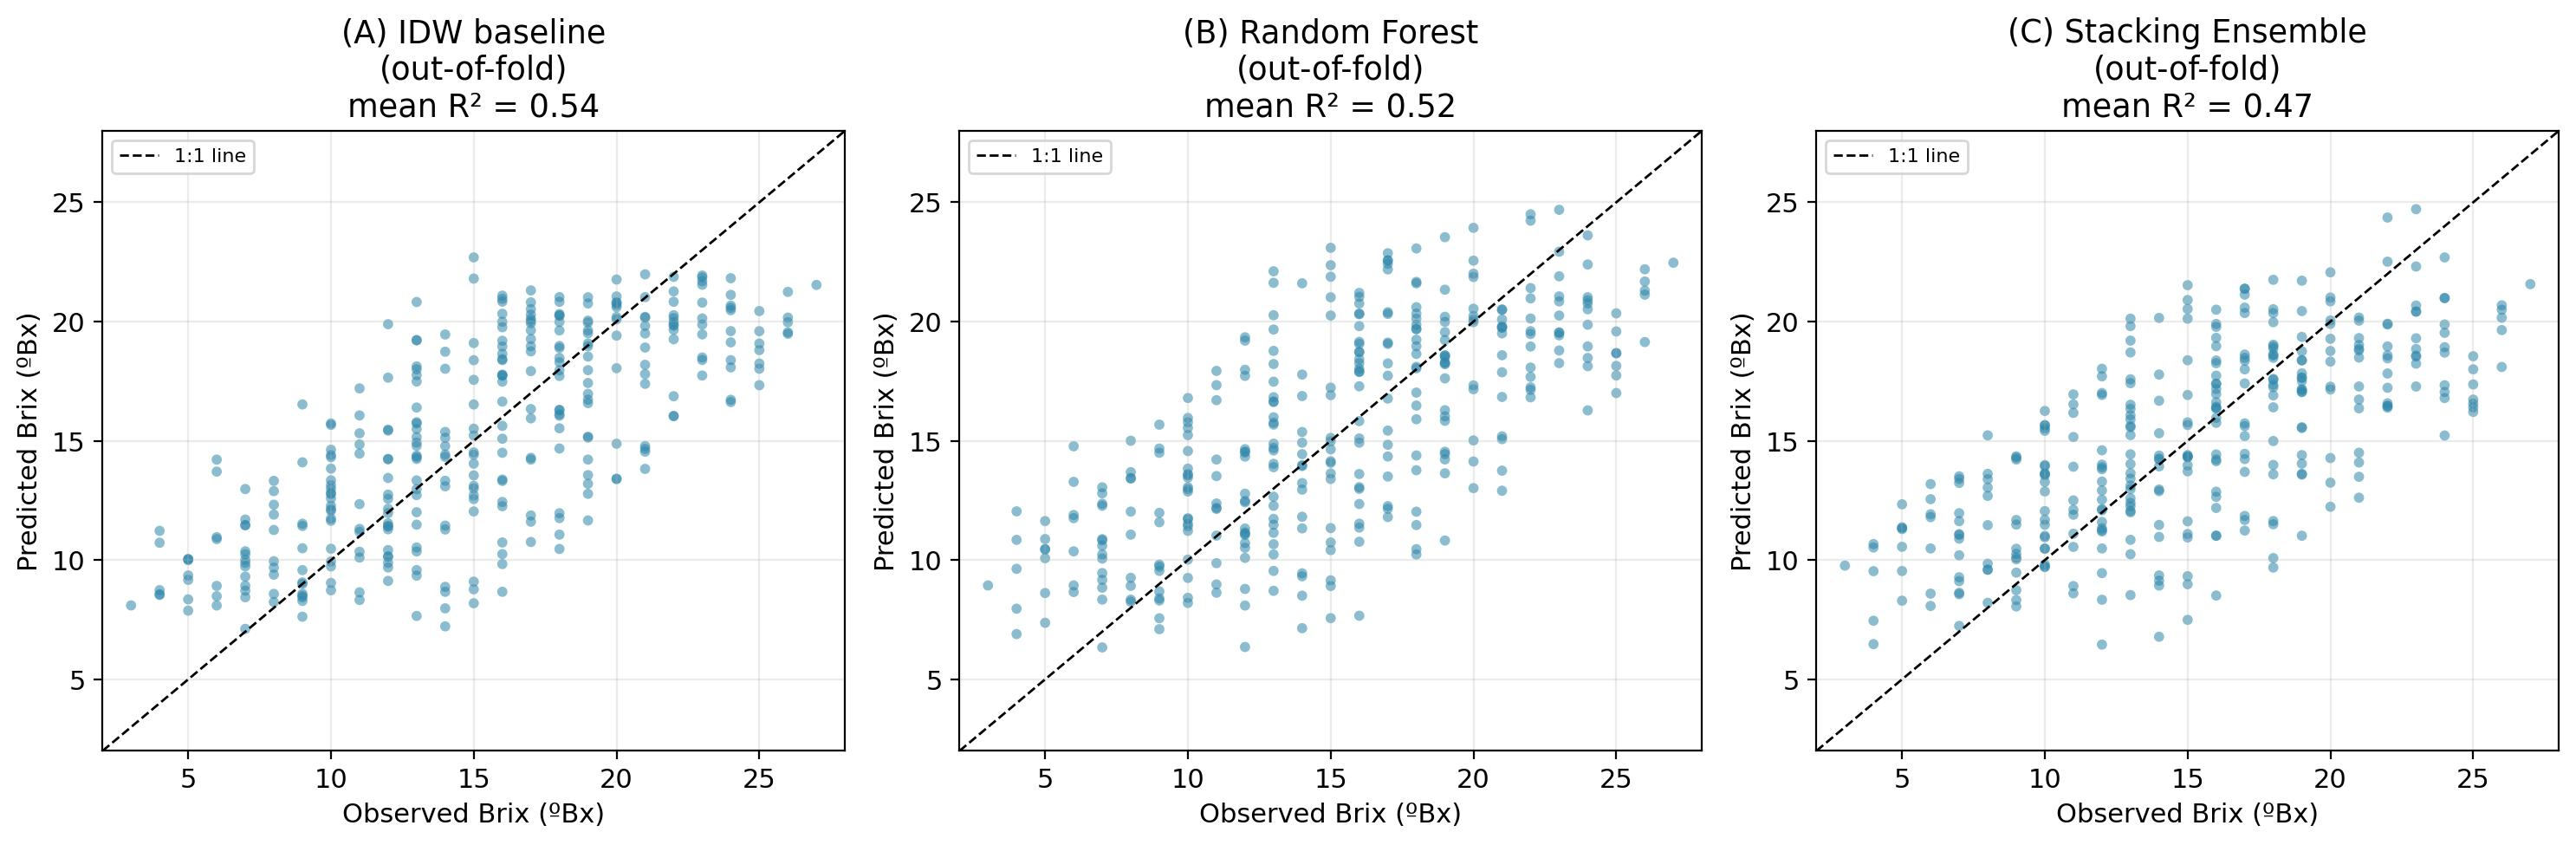 (A) IDW baseline
(out-of-fold)
mean R² = 0.54
1:1 line
25
20
15
10
5
Predicted Brix (ºBx)
5 10 15 20 25
Observed Brix (ºBx)
(B) Random Forest
(out-of-fold)
mean R² = 0.52
1:1 line
25
20
15
10
5
Predicted Brix (ºBx)
5 10 15 20 25
Observed Brix (ºBx)
(C) Stacking Ensemble
(out-of-fold)
mean R² = 0.47
1:1 line
25
20
15
10
5
Predicted Brix (ºBx)
5 10 15 20 25
Observed Brix (ºBx)